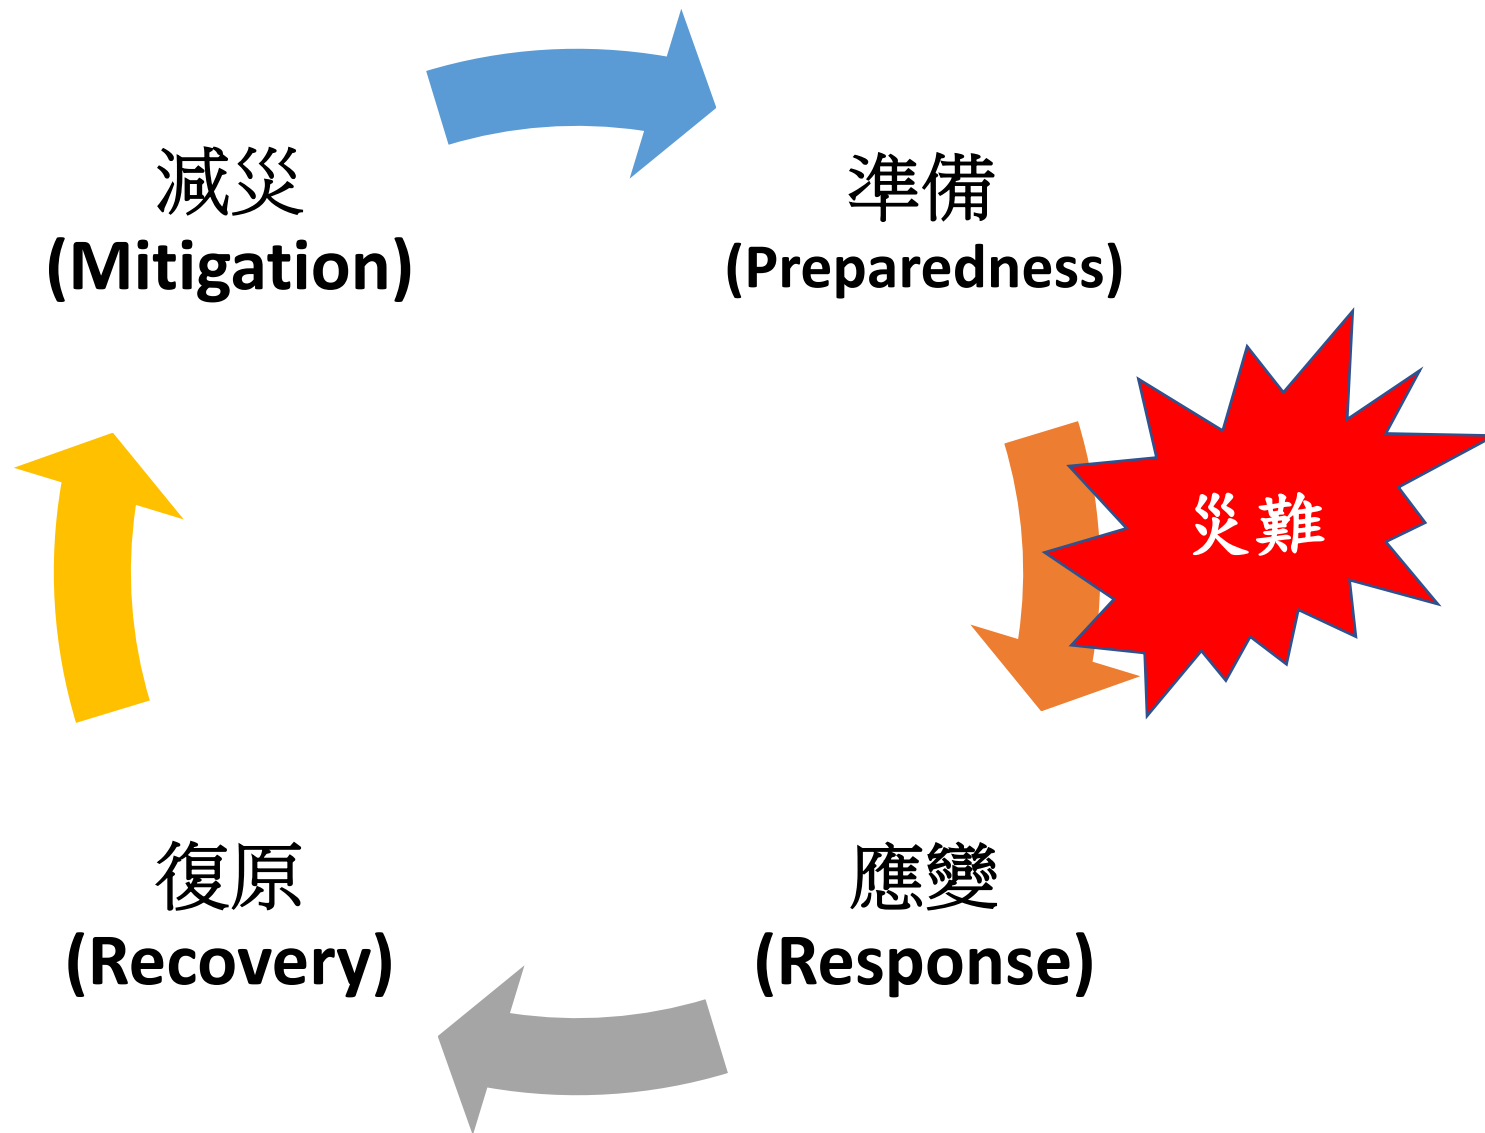 減災
(Mitigation)
準備
(Preparedness)
災難
應變
(Response)
復原
(Recovery)